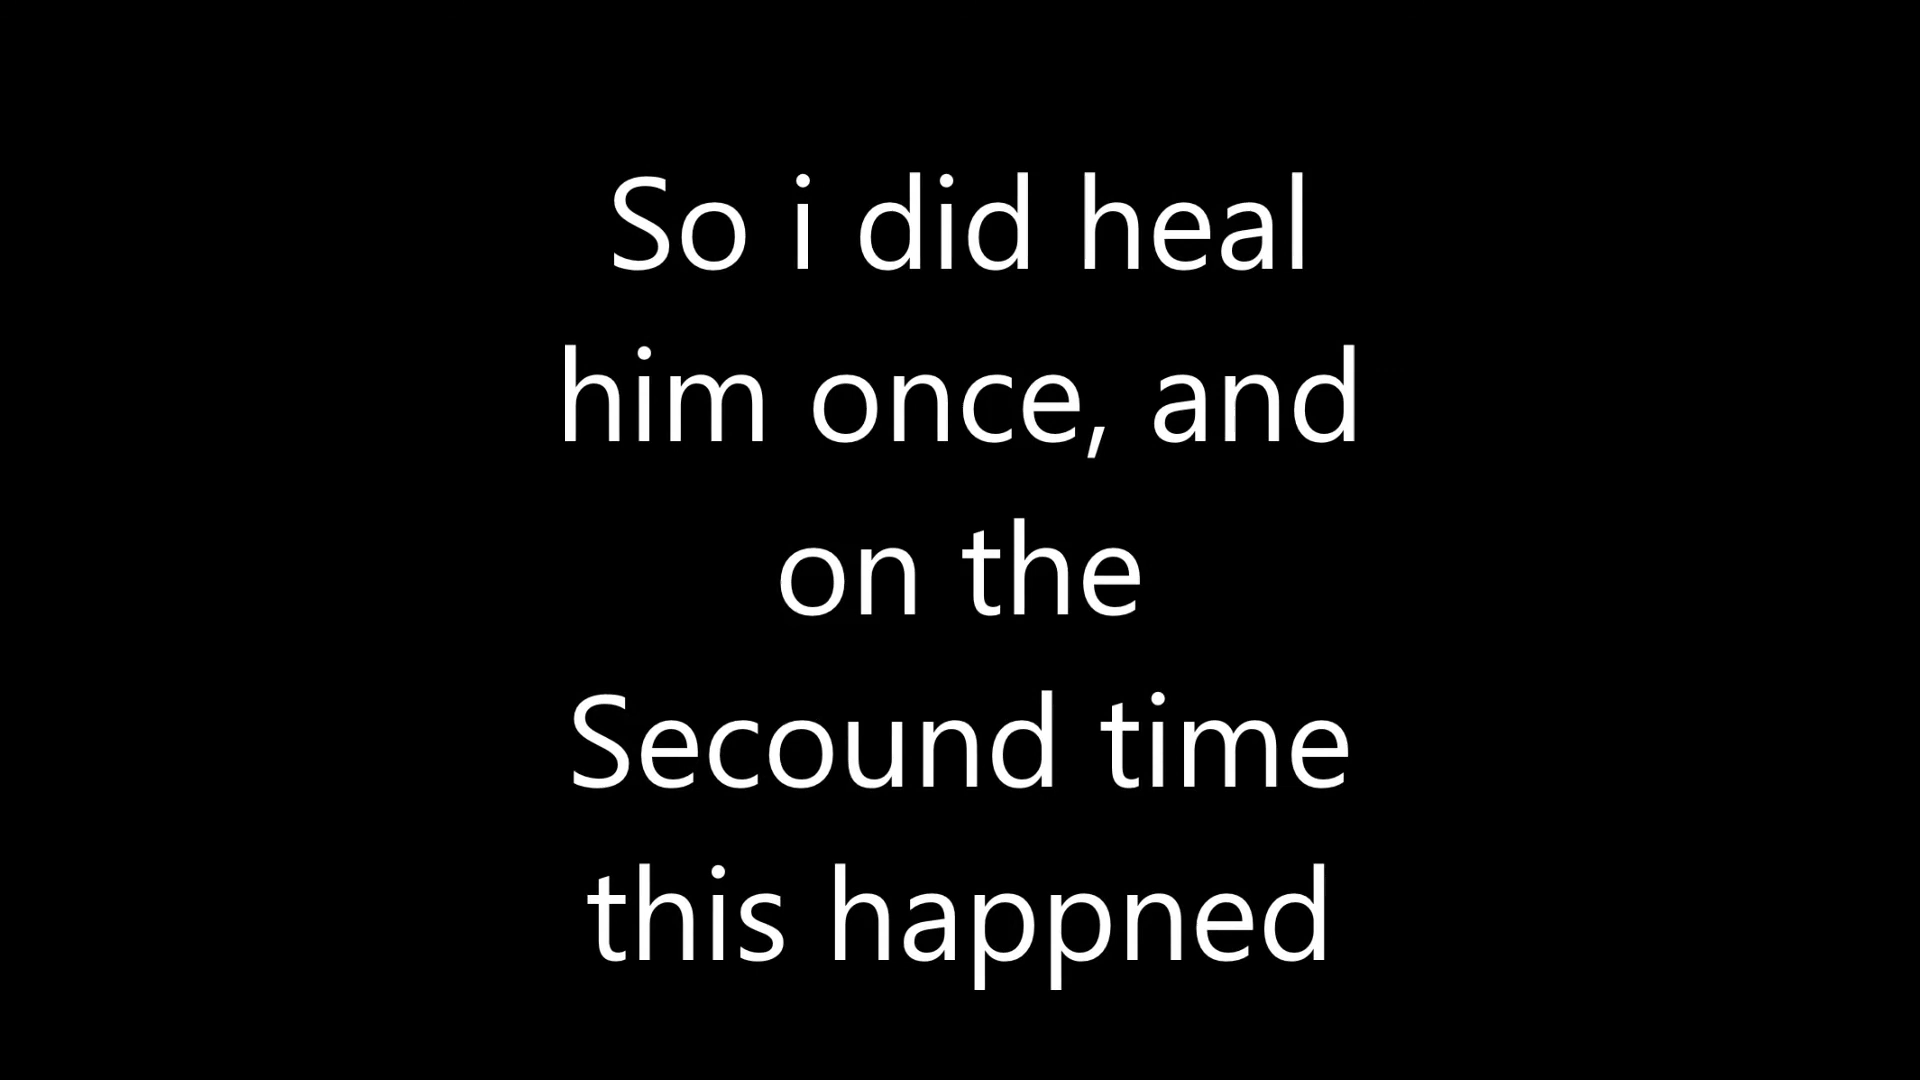 So i did heal
him once, and
on the
Secound time
this happned